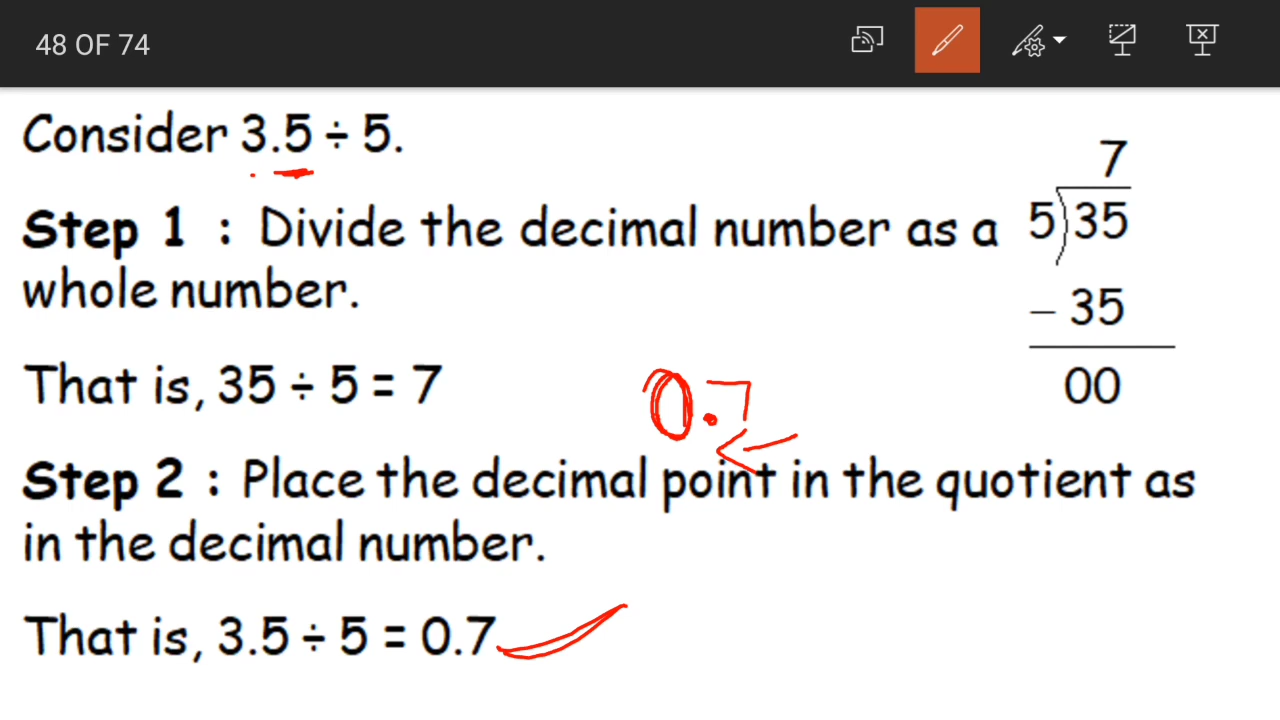 48 OF 74
Consider 3.5 ÷ 5.
Step 1 : Divide the decimal number as a
whole number.
That is, 35 ÷ 5 = 7
7
5)35
– 35
00
0.7
Step 2 : Place the decimal point in the quotient as
in the decimal number.
That is, 3.5 ÷ 5 = 0.7